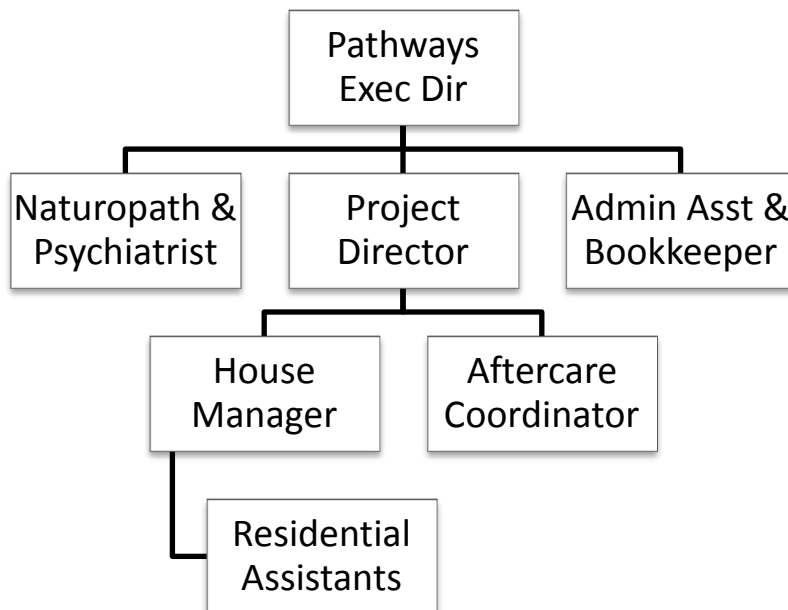 Pathways
Exec Dir
Naturopath &
Psychiatrist
Project
Director
Admin Asst &
Bookkeeper
House
Manager
Aftercare
Coordinator
Residential
Assistants